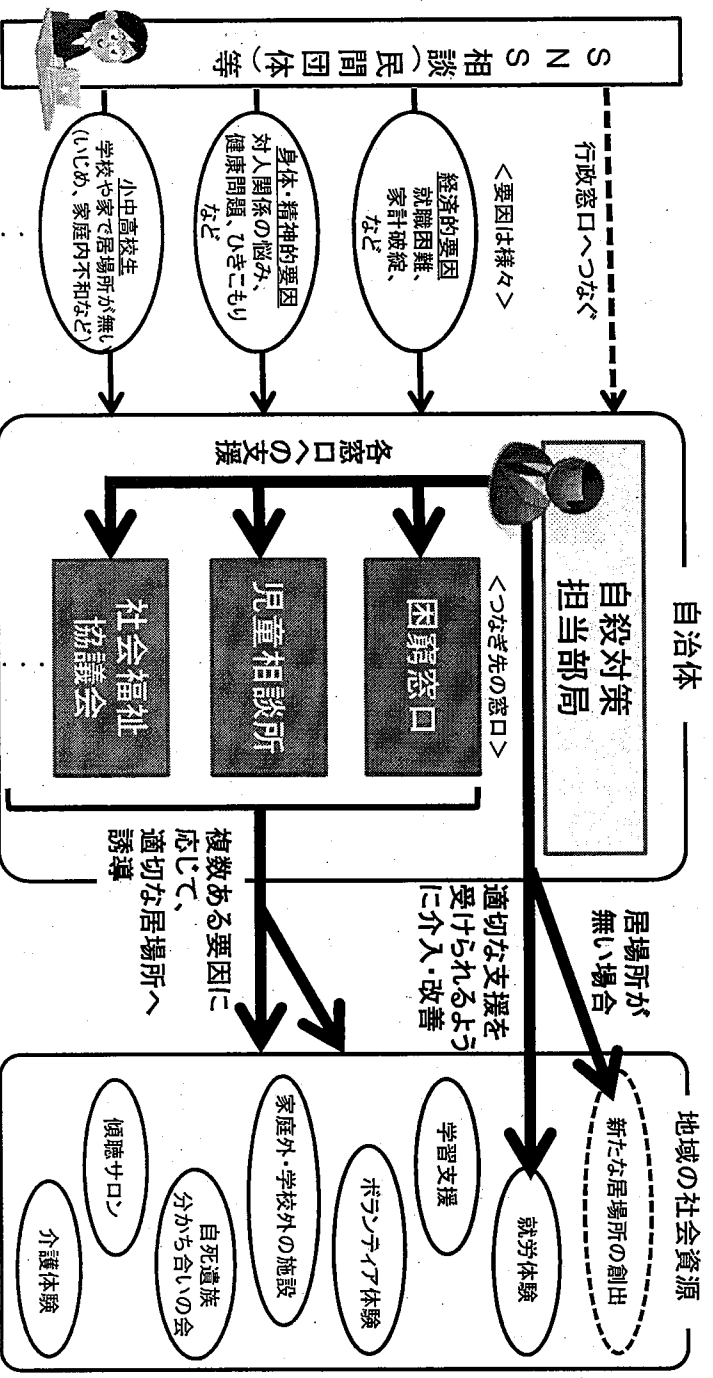 SNS相談（民間団体）等
行政窓口へつなぐ
＜要因は様々＞
経済的要因
就職困難、
家計破綻、
など
身体・精神的要因
対人関係の悩み、
健康問題、ひきこもり
など
小中高校生
学校や家で居場所が無い
（いじめ、家庭内不和など）
自治体
自殺対策
担当部局
各窓口への支援
＜つなぎ先の窓口＞
困窮窓口
児童相談所
社会福祉
協議会
居場所が
無い場合
適切な支援を
受けられるよう
に介入・改善
複数ある要因に
応じて、
適切な居場所へ
誘導
地域の社会資源
新たな居場所の創出
就労体験
学習支援
ボランティア体験
家庭外・学校外の施設
自死遺族
分かち合いの会
傾聴サロン
介護体験